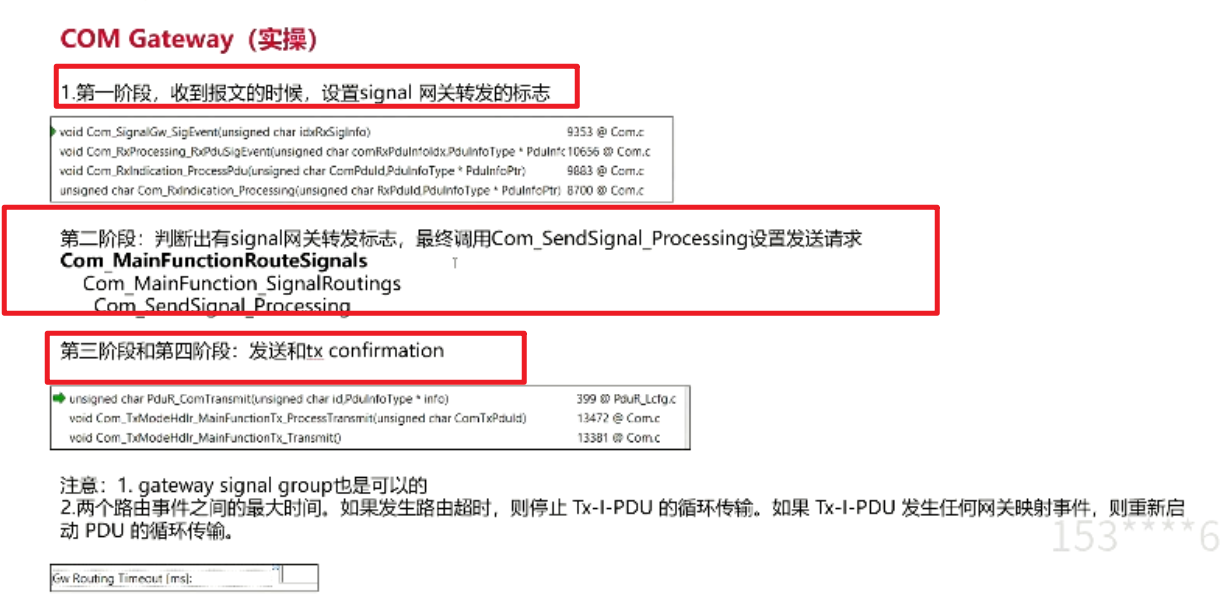 COM Gateway（实操）
1.第一阶段，收到报文的时候，设置signal 网关转发的标志
void Com_SignalGw_SigEvent(unsigned char idxRxSigInfo) 9353 @ Com.c
void Com_RxProcessing_RxPduSigEvent(unsigned char comRxPduInfoIdx,PduInfoType * PduInfc 10656 @ Com.c
void Com_RxIndication_ProcessPdu(unsigned char ComPduId,PduInfoType * PduInfoPtr) 9883 @ Com.c
unsigned char Com_RxIndication_Processing(unsigned char RxPduId,PduInfoType * PduInfoPtr) 8700 @ Com.c
第二阶段：判断出有signal网关转发标志，最终调用Com_SendSignal_Processing设置发送请求
Com_MainFunctionRouteSignals
Com_MainFunction_SignalRoutings
Com_SendSignal_Processing
第三阶段和第四阶段：发送和tx confirmation
unsigned char PduR_ComTransmit(unsigned char id,PduInfoType * info) 399 @ PduR_Lcfg.c
void Com_TxModeHdlr_MainFunctionTx_ProcessTransmit(unsigned char ComTxPduId) 13472 @ Com.c
void Com_TxModeHdlr_MainFunctionTx_Transmit() 13381 @ Com.c
注意：1. gateway signal group也是可以的
2.两个路由事件之间的最大时间。如果发生路由超时，则停止 Tx-I-PDU 的循环传输。如果 Tx-I-PDU 发生任何网关映射事件，则重新启
动 PDU 的循环传输。
153****6
Gw Routing Timeout [ms]: